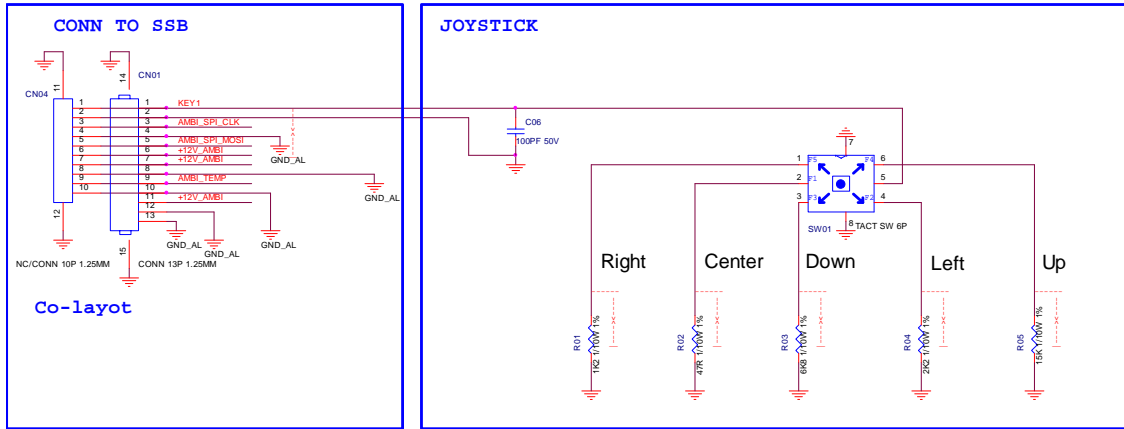 CONN TO SSB
JOYSTICK
CN04
11
14
CN01
1
2
3
4
5
6
7
8
9
10
1
2
3
4
5
6
7
8
9
10
11
12
13
KEY1
AMBI_SPI_CLK
AMBI_SPI_MOSI
+12V_AMBI
+12V_AMBI
AMBI_TEMP
+12V_AMBI
GND_AL
GND_AL
GND_AL
GND_AL
GND_AL
12
15
NC/CONN 10P 1.25MM
CONN 13P 1.25MM
Co-layot
C06
100PF 50V
7
1
F5
F4
6
2
F1
5
3
F3
F2
4
8
SW01
TACT SW 6P
Right
Center
Down
Left
Up
R01
1K2 1/10W 1%
R02
47R 1/10W 1%
R03
6K8 1/10W 1%
R04
2K2 1/10W 1%
R05
15K 1/10W 1%